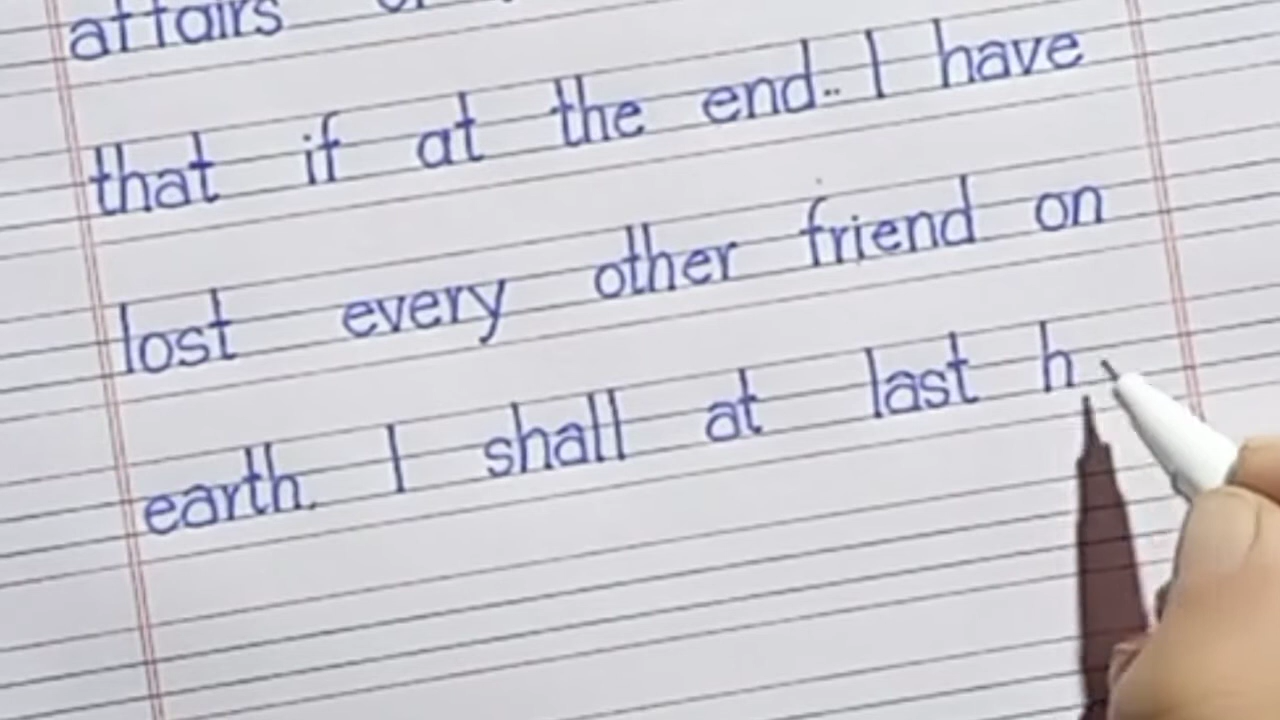 affairs
that if at the end.. I have
lost every other friend on
earth. I shall at last h